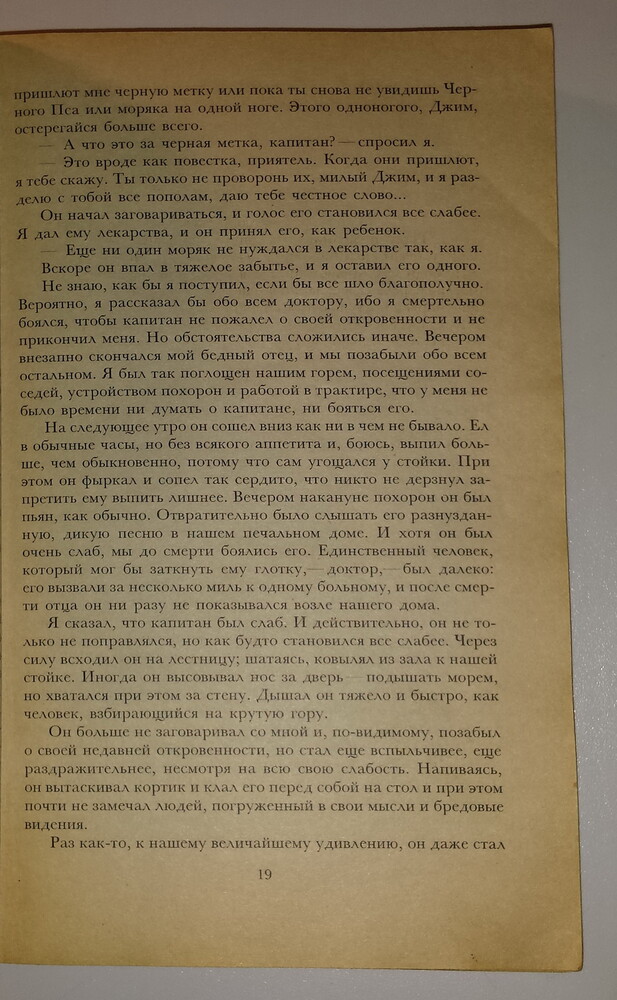 пришлют мне черную метку или пока ты снова не увидишь Чер-
ного Пса или моряка на одной ноге. Этого одноногого, Джим,
остерегайся больше всего.
— А что это за черная метка, капитан? — спросил я.
— Это вроде как повестка, приятель. Когда они пришлют,
я тебе скажу. Ты только не проворонь их, милый Джим, и я раз-
делю с тобой все пополам, даю тебе честное слово...
Он начал заговариваться, и голос его становился все слабее.
Я дал ему лекарства, и он принял его, как ребенок.
— Еще ни один моряк не нуждался в лекарстве так, как я.
Вскоре он впал в тяжелое забытье, и я оставил его одного.
Не знаю, как бы я поступил, если бы все шло благополучно.
Вероятно, я рассказал бы обо всем доктору, ибо я смертельно
боялся, чтобы капитан не пожалел о своей откровенности и не
прикончил меня. Но обстоятельства сложились иначе. Вечером
внезапно скончался мой бедный отец, и мы позабыли обо всем
остальном. Я был так поглощен нашим горем, посещениями со-
седей, устройством похорон и работой в трактире, что у меня не
было времени ни думать о капитане, ни бояться его.
На следующее утро он сошел вниз как ни в чем не бывало. Ел
в обычные часы, но без всякого аппетита и, боюсь, выпил боль-
ше, чем обыкновенно, потому что сам угощался у стойки. При
этом он фыркал и сопел так сердито, что никто не дерзнул за-
претить ему выпить лишнее. Вечером накануне похорон он был
пьян, как обычно. Отвратительно было слышать его разнуздан-
ную, дикую песню в нашем печальном доме. И хотя он был
очень слаб, мы до смерти боялись его. Единственный человек,
который мог бы заткнуть ему глотку,— доктор,— был далеко:
его вызвали за несколько миль к одному больному, и после смер-
ти отца он ни разу не показывался возле нашего дома.
Я сказал, что капитан был слаб. И действительно, он не то-
лько не поправлялся, но как будто становился все слабее. Через
силу всходил он на лестницу; шатаясь, ковылял из зала к нашей
стойке. Иногда он высовывал нос за дверь — подышать морем,
но хватался при этом за стену. Дышал он тяжело и быстро, как
человек, взбирающийся на крутую гору.
Он больше не заговаривал со мной и, по-видимому, позабыл
о своей недавней откровенности, но стал еще вспыльчивее, еще
раздражительнее, несмотря на всю свою слабость. Напиваясь,
он вытаскивал кортик и клал его перед собой на стол и при этом
почти не замечал людей, погруженный в свои мысли и бредовые
видения.
Раз как-то, к нашему величайшему удивлению, он даже стал
19